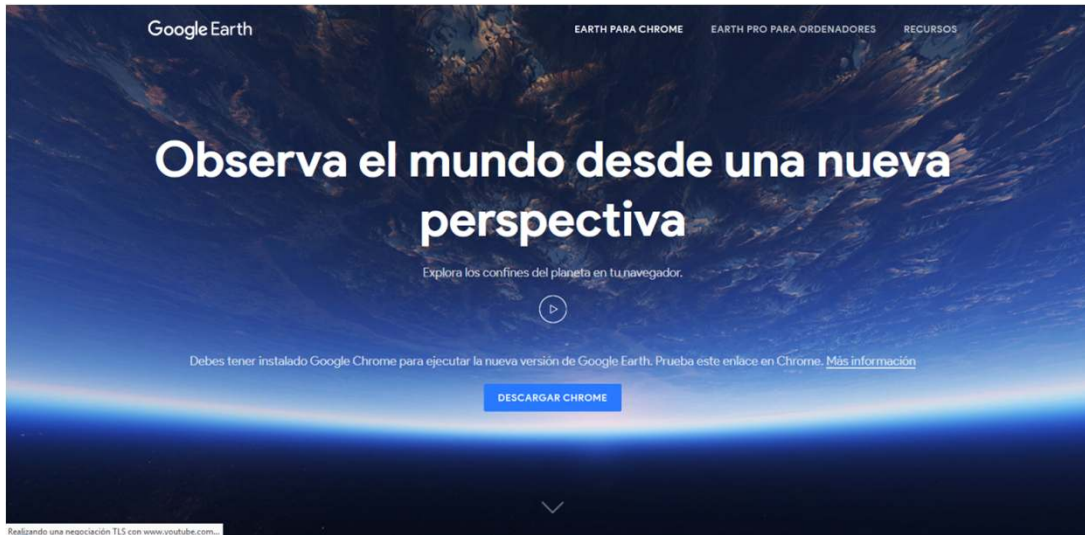 Google Earth
EARTH PARA CHROME
EARTH PRO PARA ORDENADORES
RECURSOS
Observa el mundo desde una nueva
perspectiva
Explora los confines del planeta en tu navegador.
Debes tener instalado Google Chrome para ejecutar la nueva versión de Google Earth. Prueba este enlace en Chrome. Más información
DESCARGAR CHROME
Realizando una negociación TLS con www.youtube.com...